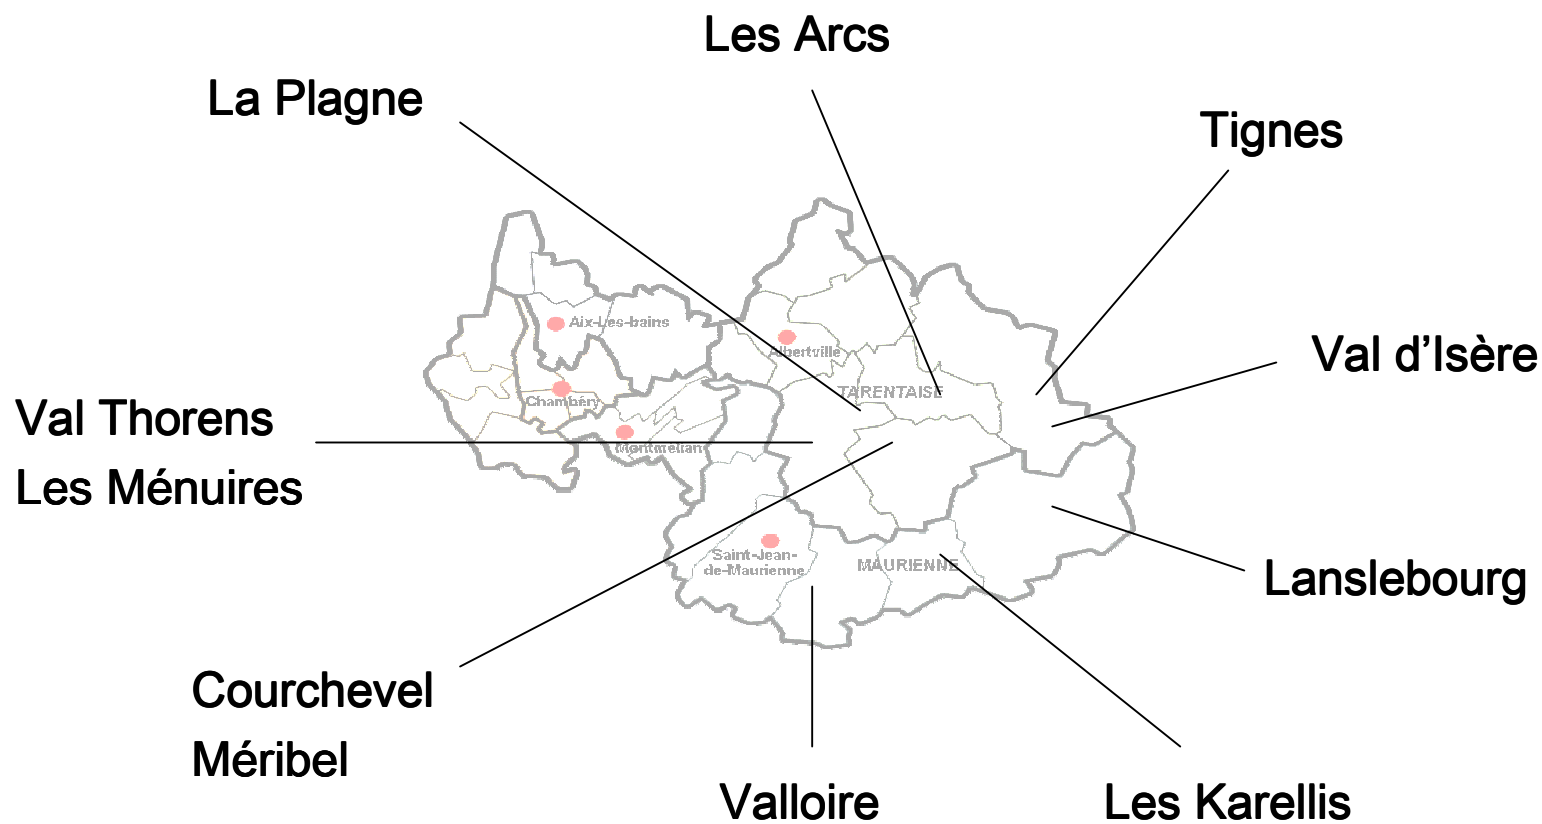 Les Arcs
La Plagne
Tignes
Aix-Les-bains
Albertville
Val d’Isère
TARENTAISE
Chambéry
Val Thorens
Montmelian
Les Ménuires
Saint-Jean-
de-Maurienne
MAURIENNE
Lanslebourg
Courchevel
Méribel
Valloire
Les Karellis